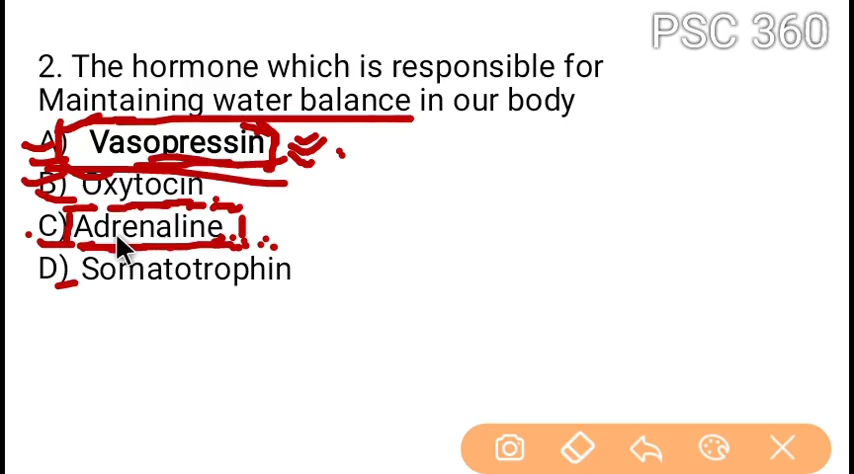 PSC 360
2. The hormone which is responsible for
Maintaining water balance in our body
A) Vasopressin
B) Oxytocin
C) Adrenaline
D) Somatotrophin